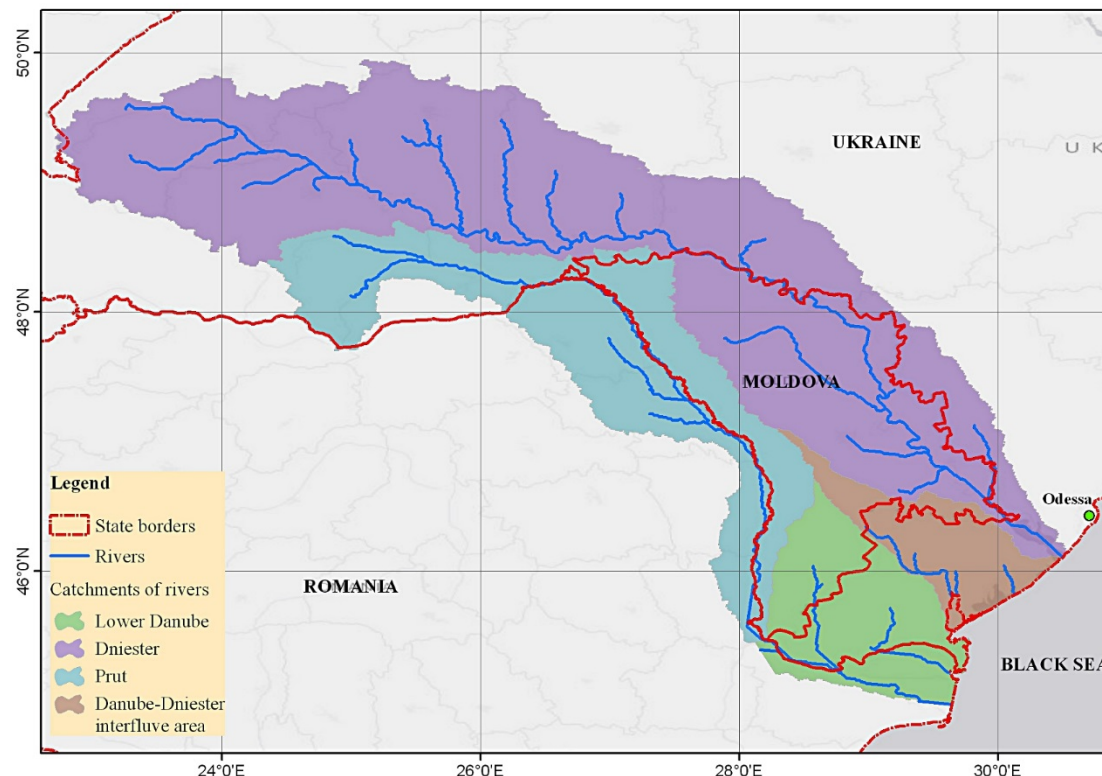 50°0'N
48°0'N
46°0'N
UKRAINE
U K
MOLDOVA
Odessa
ROMANIA
BLACK SEA
Legend
State borders
Rivers
Catchments of rivers
Lower Danube
Dniester
Prut
Danube-Dniester
interfluve area
24°0'E
26°0'E
28°0'E
30°0'E